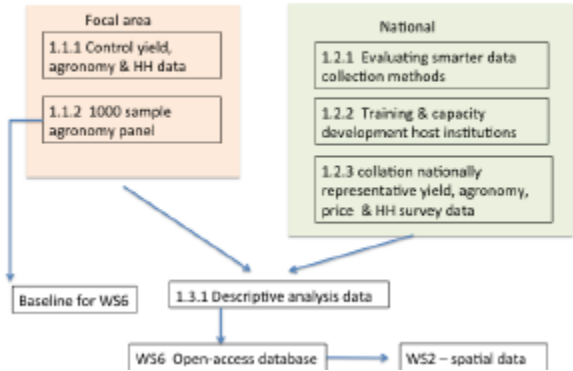 Focal area
1.1.1 Control yield,
agronomy & HH data
1.1.2 1000 sample
agronomy panel
National
1.2.1 Evaluating smarter data
collection methods
1.2.2 Training & capacity
development host institutions
1.2.3 collation nationally
representative yield, agronomy,
price & HH survey data
Baseline for WS6
1.3.1 Descriptive analysis data
WS6 Open-access database
WS2 – spatial data